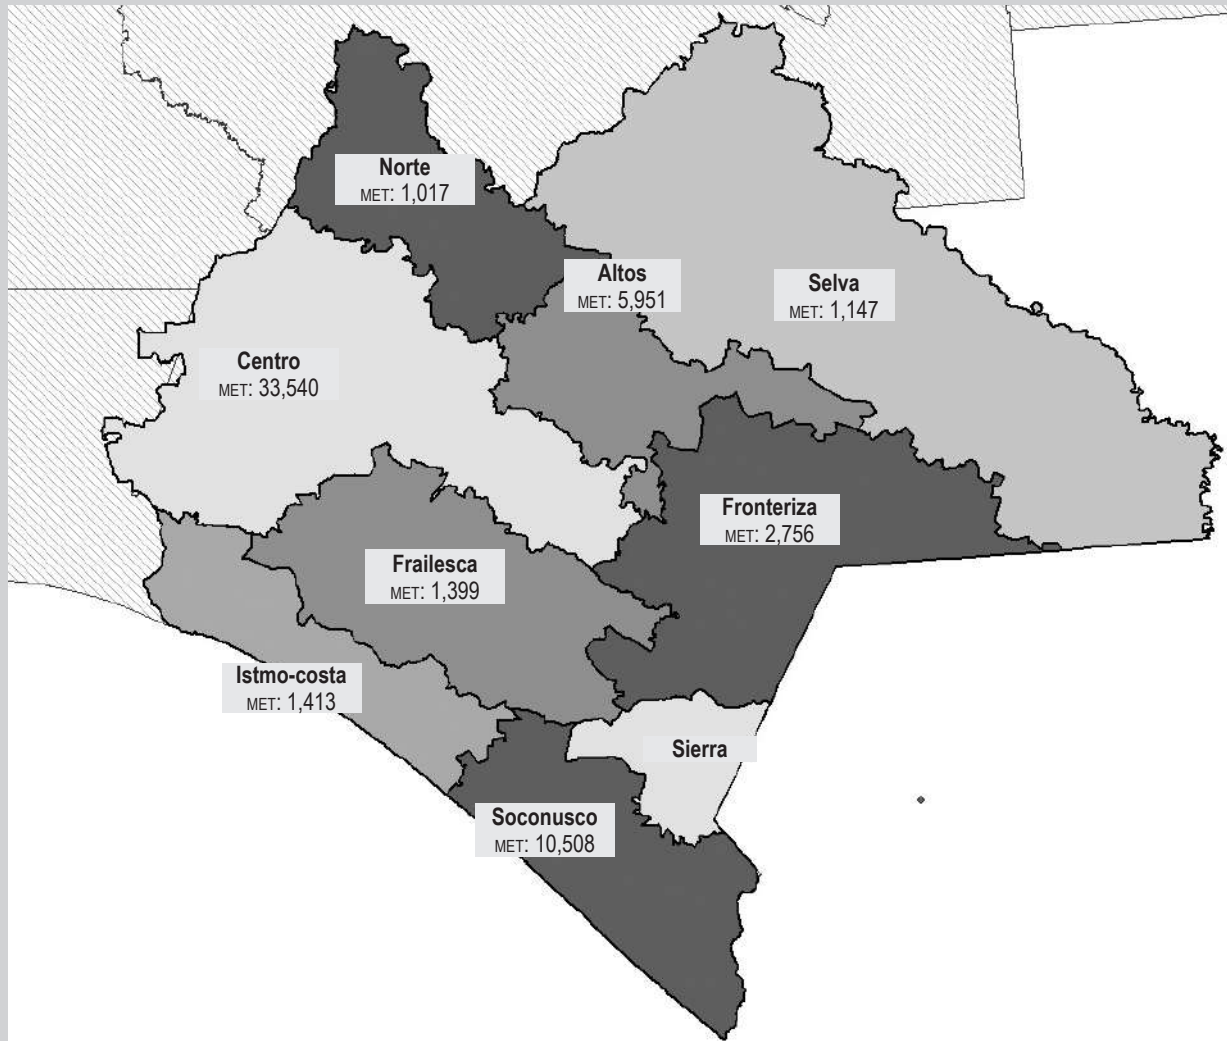 Norte
MET: 1,017
Altos
MET: 5,951
Selva
MET: 1,147
Centro
MET: 33,540
Fronteriza
MET: 2,756
Frailesca
MET: 1,399
Istmo-costa
MET: 1,413
Sierra
Soconusco
MET: 10,508